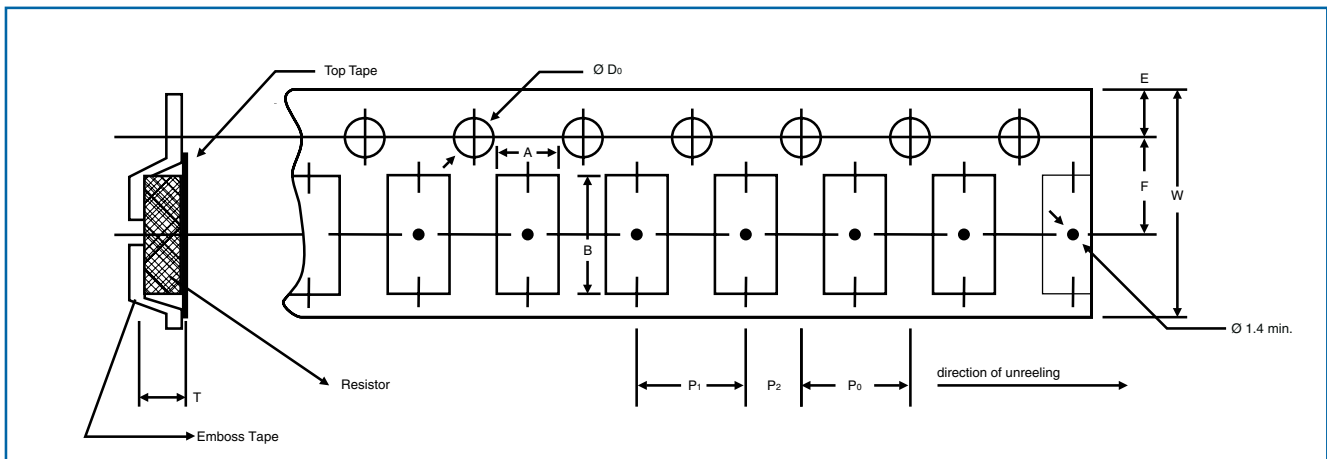 Top Tape
Ø D0
E
A
F
W
B
Ø 1.4 min.
Resistor
P1
P2
P0
direction of unreeling
T
Emboss Tape